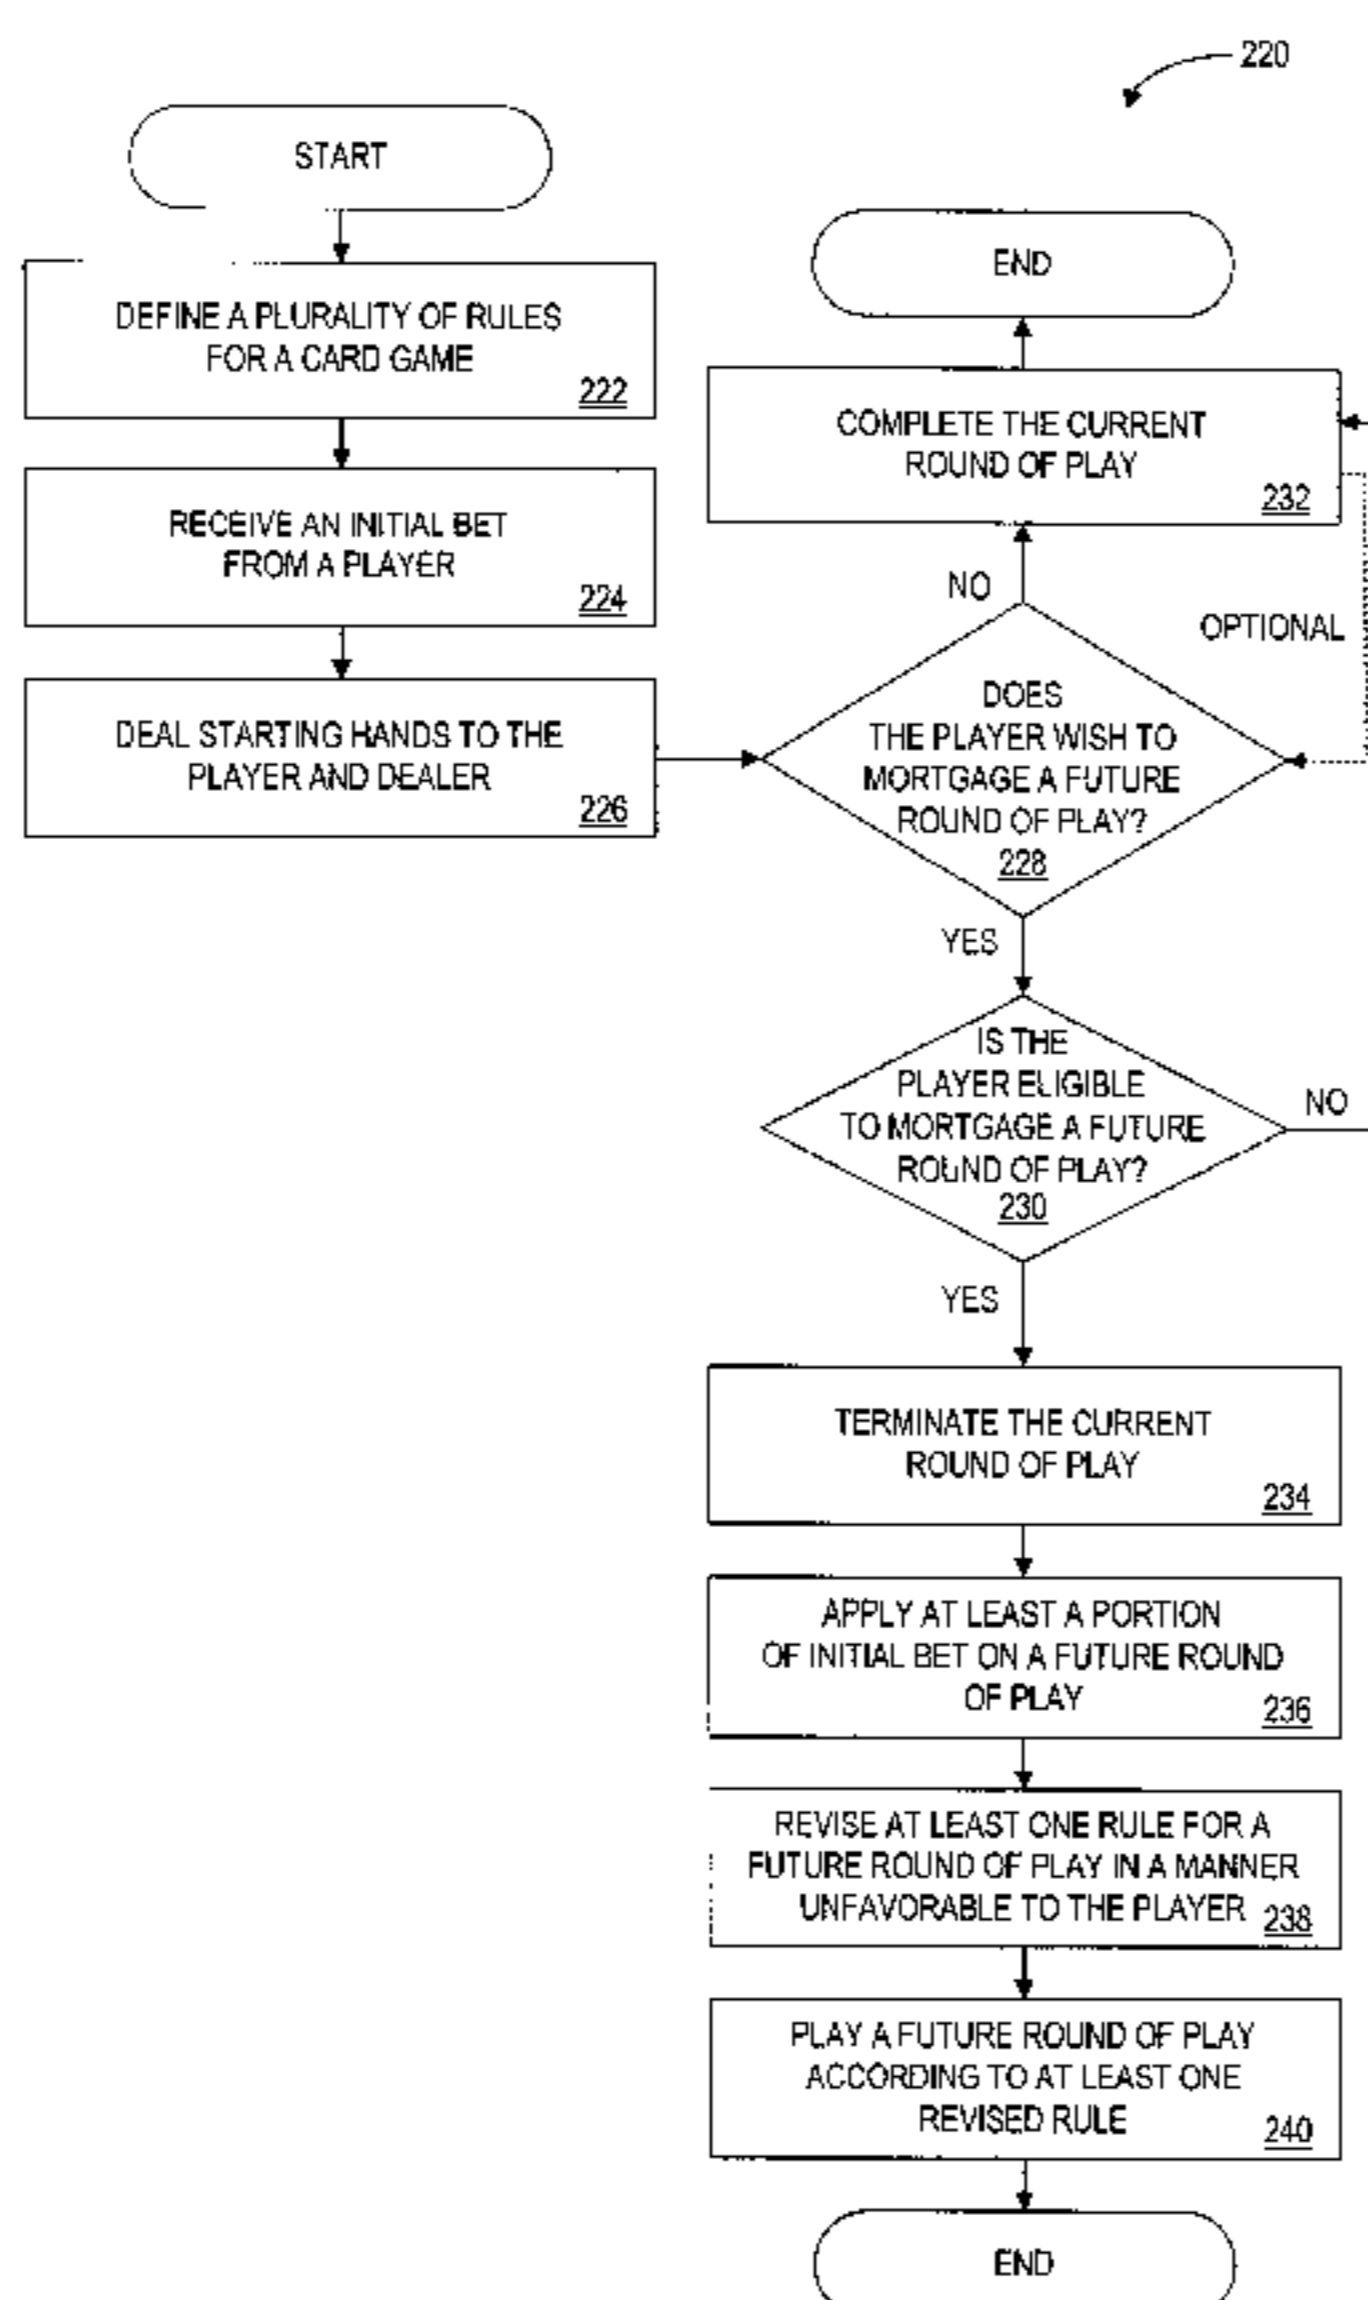 220
START
DEFINE A PLURALITY OF RULES
FOR A CARD GAME
222
RECEIVE AN INITIAL BET
FROM A PLAYER
224
DEAL STARTING HANDS TO THE
PLAYER AND DEALER
226
END
COMPLETE THE CURRENT
ROUND OF PLAY
232
NO
OPTIONAL
DOES
THE PLAYER WISH TO
MORTGAGE A FUTURE
ROUND OF PLAY?
228
YES
IS THE
PLAYER ELIGIBLE
TO MORTGAGE A FUTURE
ROUND OF PLAY?
230
NO
YES
TERMINATE THE CURRENT
ROUND OF PLAY
234
APPLY AT LEAST A PORTION
OF INITIAL BET ON A FUTURE ROUND
OF PLAY
236
REVISE AT LEAST ONE RULE FOR A
FUTURE ROUND OF PLAY IN A MANNER
UNFAVORABLE TO THE PLAYER
238
PLAY A FUTURE ROUND OF PLAY
ACCORDING TO AT LEAST ONE
REVISED RULE
240
END